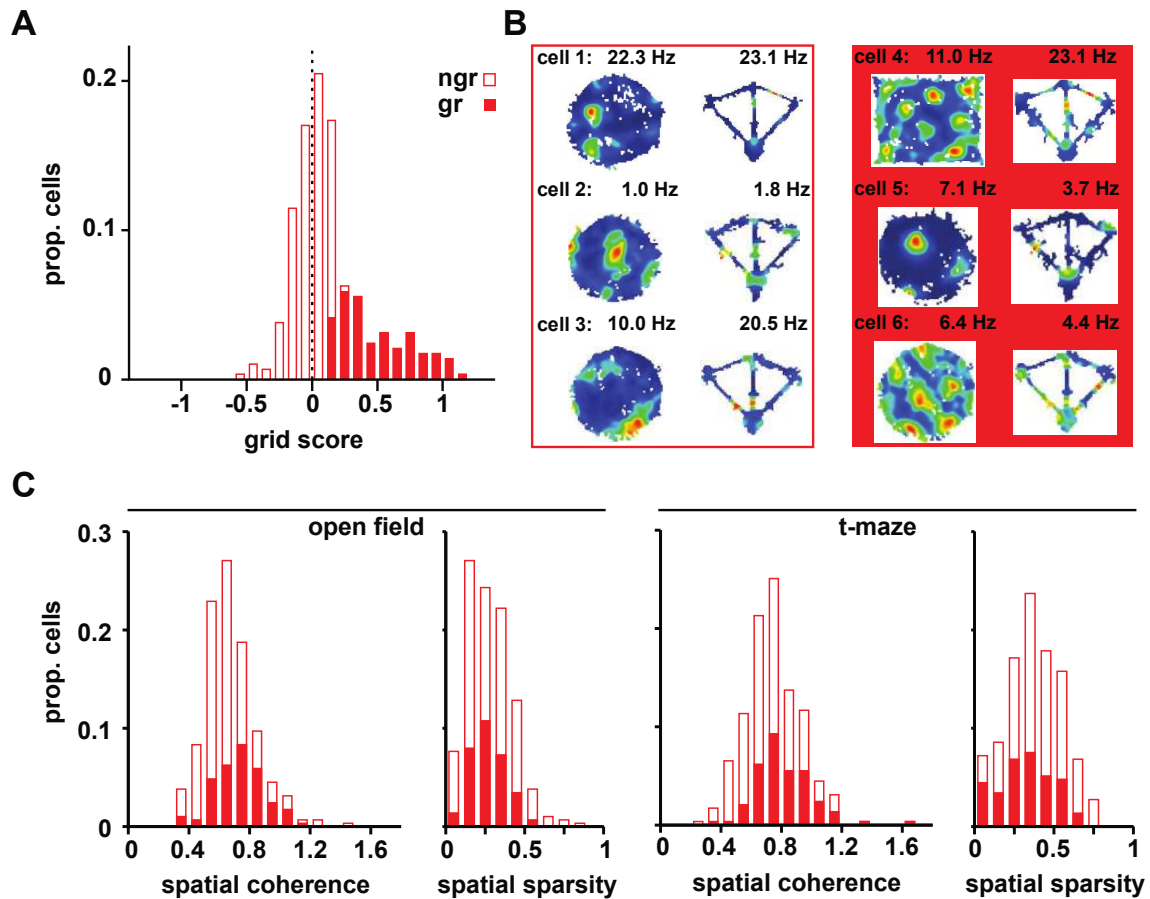 A
0.2
0.1
0
prop. cells
-1 -0.5 0 0.5 1
grid score
ngr
gr
B
cell 1: 22.3 Hz 23.1 Hz
cell 2: 1.0 Hz 1.8 Hz
cell 3: 10.0 Hz 20.5 Hz
cell 4: 11.0 Hz 23.1 Hz
cell 5: 7.1 Hz 3.7 Hz
cell 6: 6.4 Hz 4.4 Hz
C
open field
t-maze
0.3
0.2
0.1
0
prop. cells
0 0.4 0.8 1.2 1.6
0 0.5 1
0 0.4 0.8 1.2 1.6
0 0.5 1
spatial coherence
spatial sparsity
spatial coherence
spatial sparsity